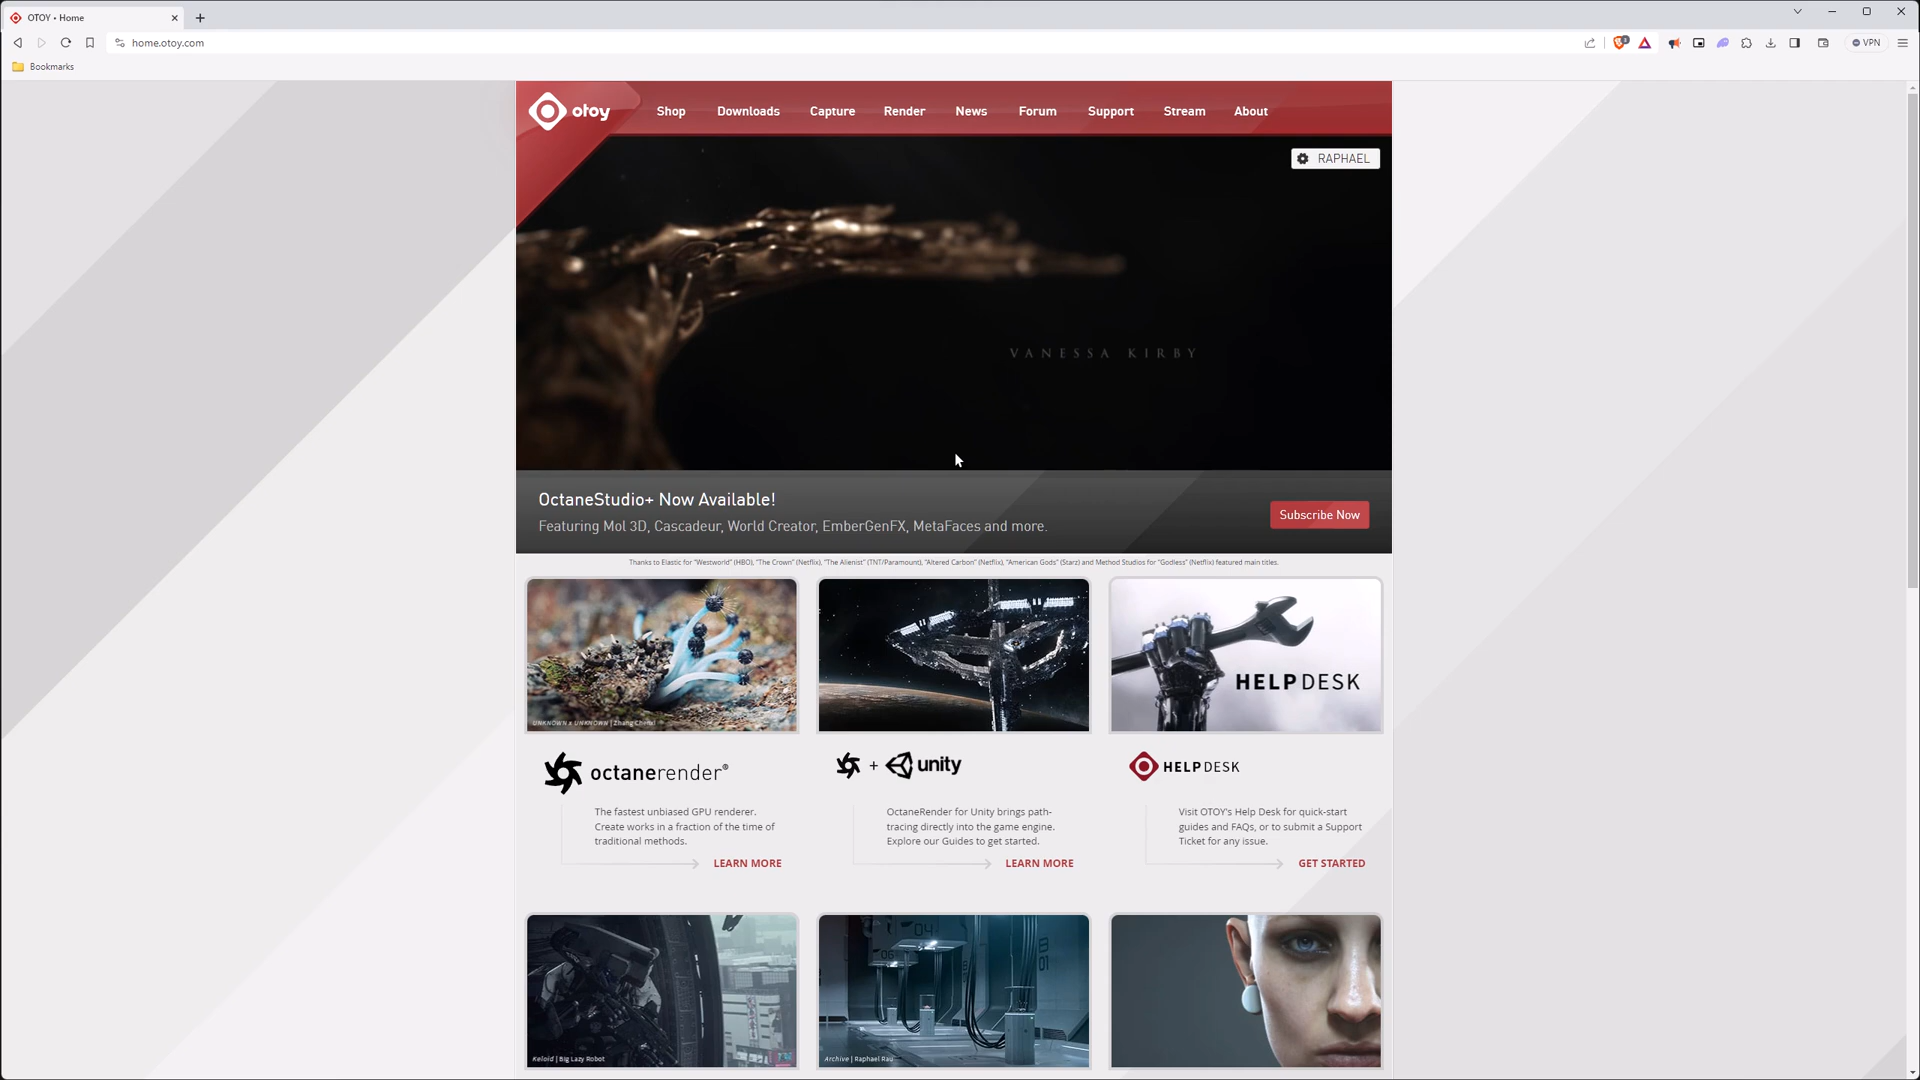 OTOY • Home
home.otoy.com
VPN
Bookmarks
otoy
Shop
Downloads
Capture
Render
News
Forum
Support
Stream
About
RAPHAEL
VANESSA KIRBY
OctaneStudio+ Now Available!
Featuring Mol 3D, Cascadeur, World Creator, EmberGenFX, MetaFaces and more.
Subscribe Now
Thanks to Elastic for "Westworld" (HBO), "The Crown" (Netflix), "The Alienist" (TNT/Paramount), "Altered Carbon" (Netflix), "American Gods" (Starz) and Method Studios for "Godless" (Netflix) featured main titles.
UNKNOWN x UNKNOWN | Zhang Chenxi
HELPDESK
octanerender®
The fastest unbiased GPU renderer.
Create works in a fraction of the time of
traditional methods.
LEARN MORE
+ unity
OctaneRender for Unity brings path-
tracing directly into the game engine.
Explore our Guides to get started.
LEARN MORE
HELPDESK
Visit OTOY's Help Desk for quick-start
guides and FAQs, or to submit a Support
Ticket for any issue.
GET STARTED
Keloid | Big Lazy Robot
04
06
01
Archive | Raphael Rau